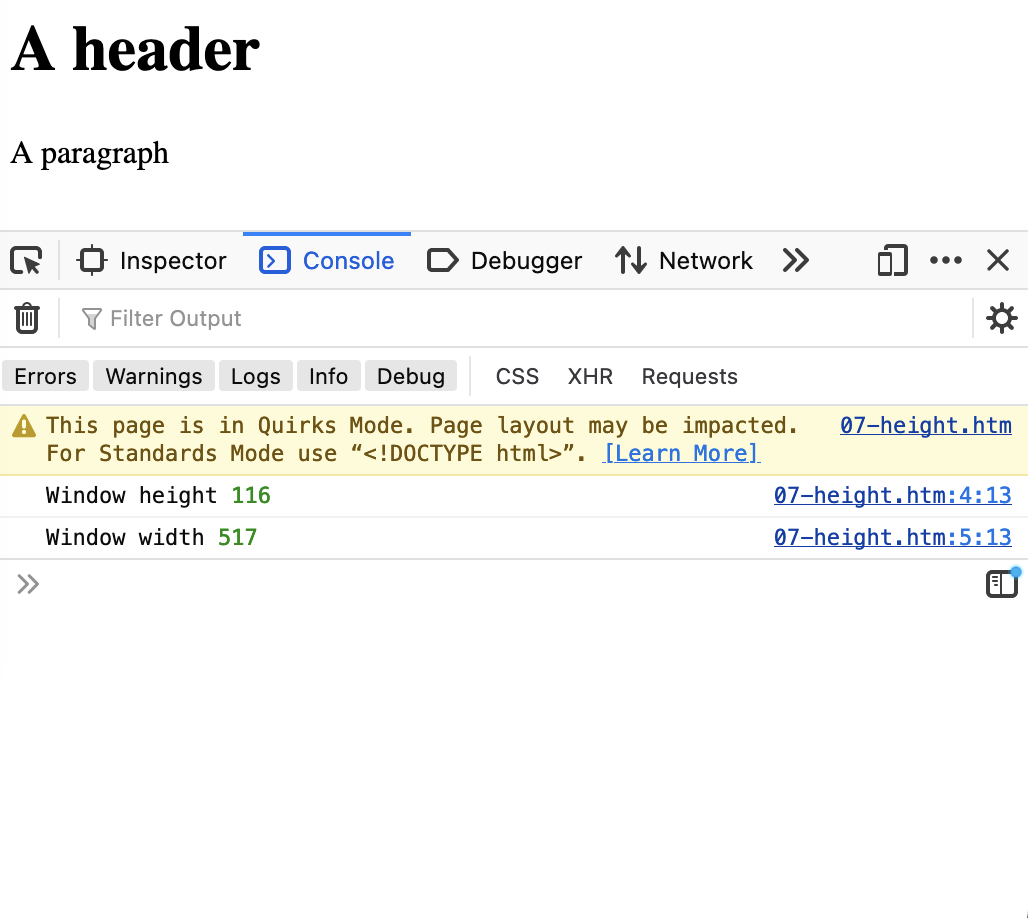 A header
A paragraph
Inspector Console Debugger Network
Filter Output
Errors Warnings Logs Info Debug CSS XHR Requests
This page is in Quirks Mode. Page layout may be impacted. 07-height.htm
For Standards Mode use “<!DOCTYPE html>”. [Learn More]
Window height 116 07-height.htm:4:13
Window width 517 07-height.htm:5:13